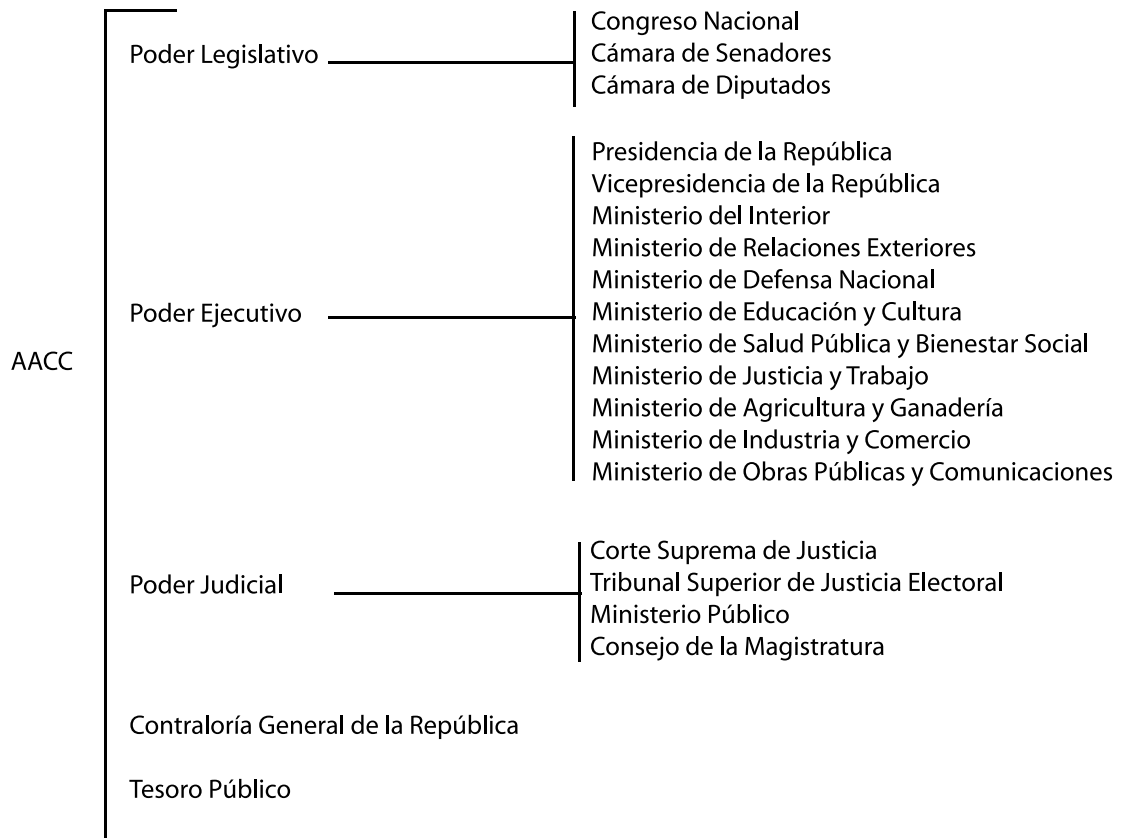 Poder Legislativo
Congreso Nacional
Cámara de Senadores
Cámara de Diputados
AACC
Poder Ejecutivo
Presidencia de la República
Vicepresidencia de la República
Ministerio del Interior
Ministerio de Relaciones Exteriores
Ministerio de Defensa Nacional
Ministerio de Educación y Cultura
Ministerio de Salud Pública y Bienestar Social
Ministerio de Justicia y Trabajo
Ministerio de Agricultura y Ganadería
Ministerio de Industria y Comercio
Ministerio de Obras Públicas y Comunicaciones
Poder Judicial
Corte Suprema de Justicia
Tribunal Superior de Justicia Electoral
Ministerio Público
Consejo de la Magistratura
Contraloría General de la República
Tesoro Público